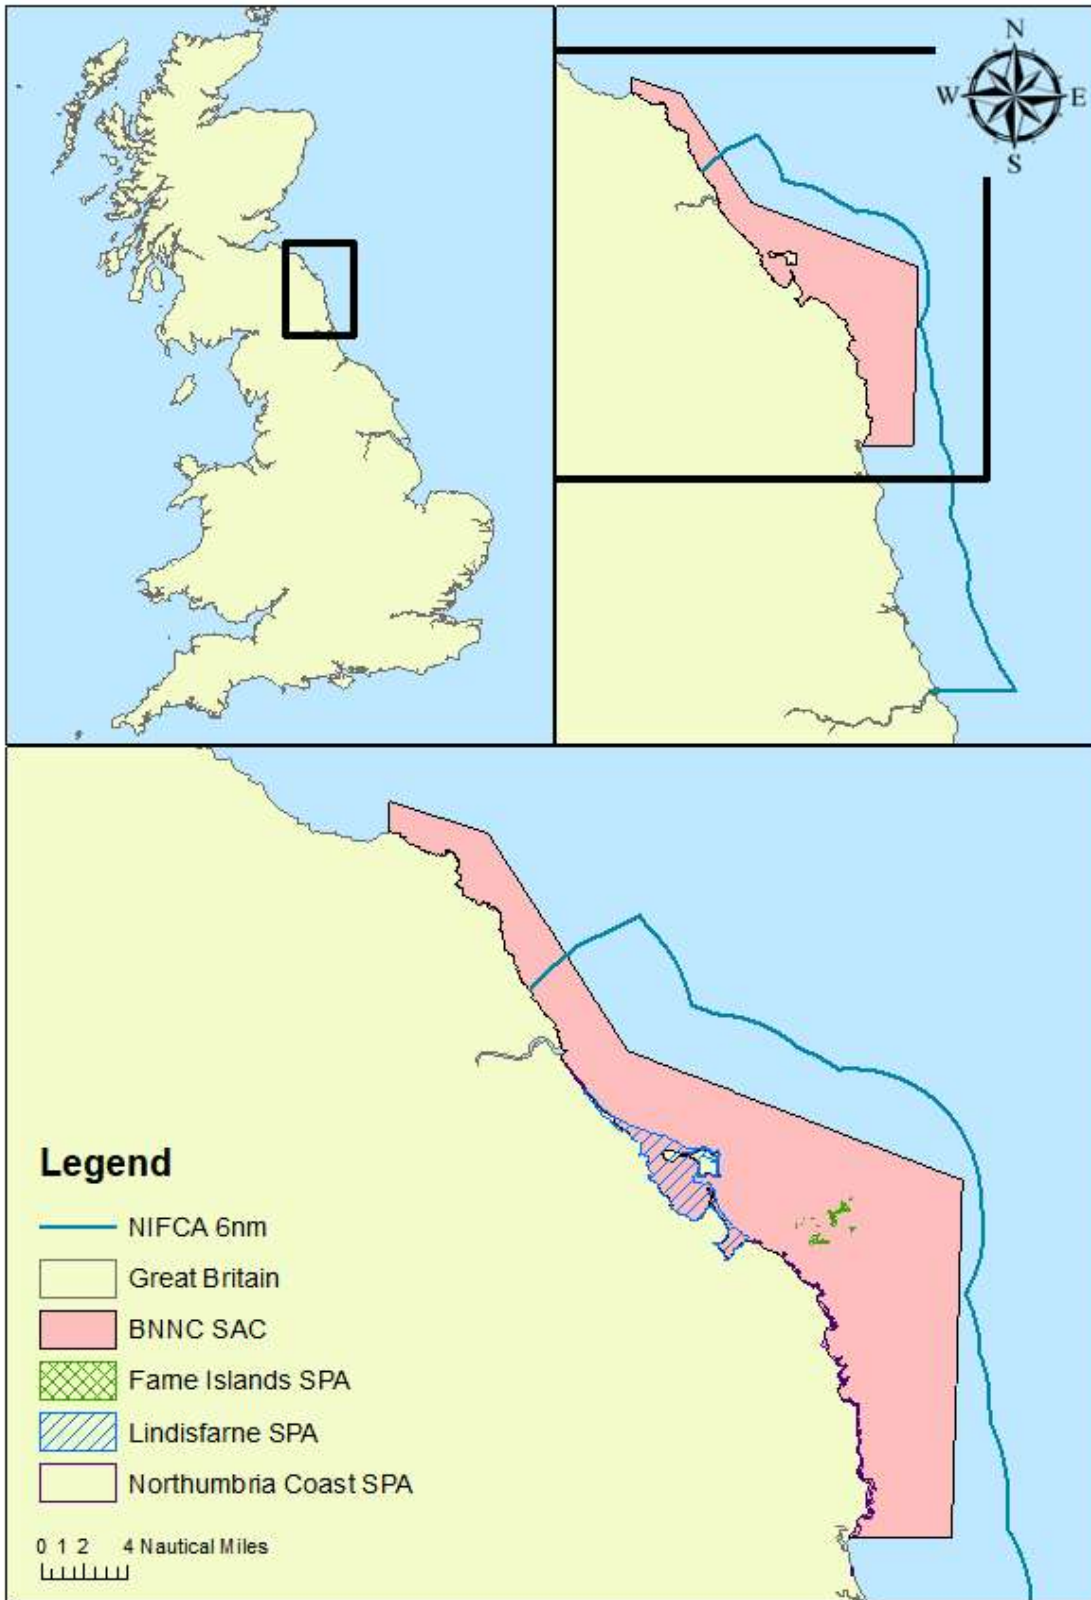 N
W E
S
Legend
NIFCA 6nm
Great Britain
BNNC SAC
Farne Islands SPA
Lindisfarne SPA
Northumbria Coast SPA
0 1 2 4 Nautical Miles